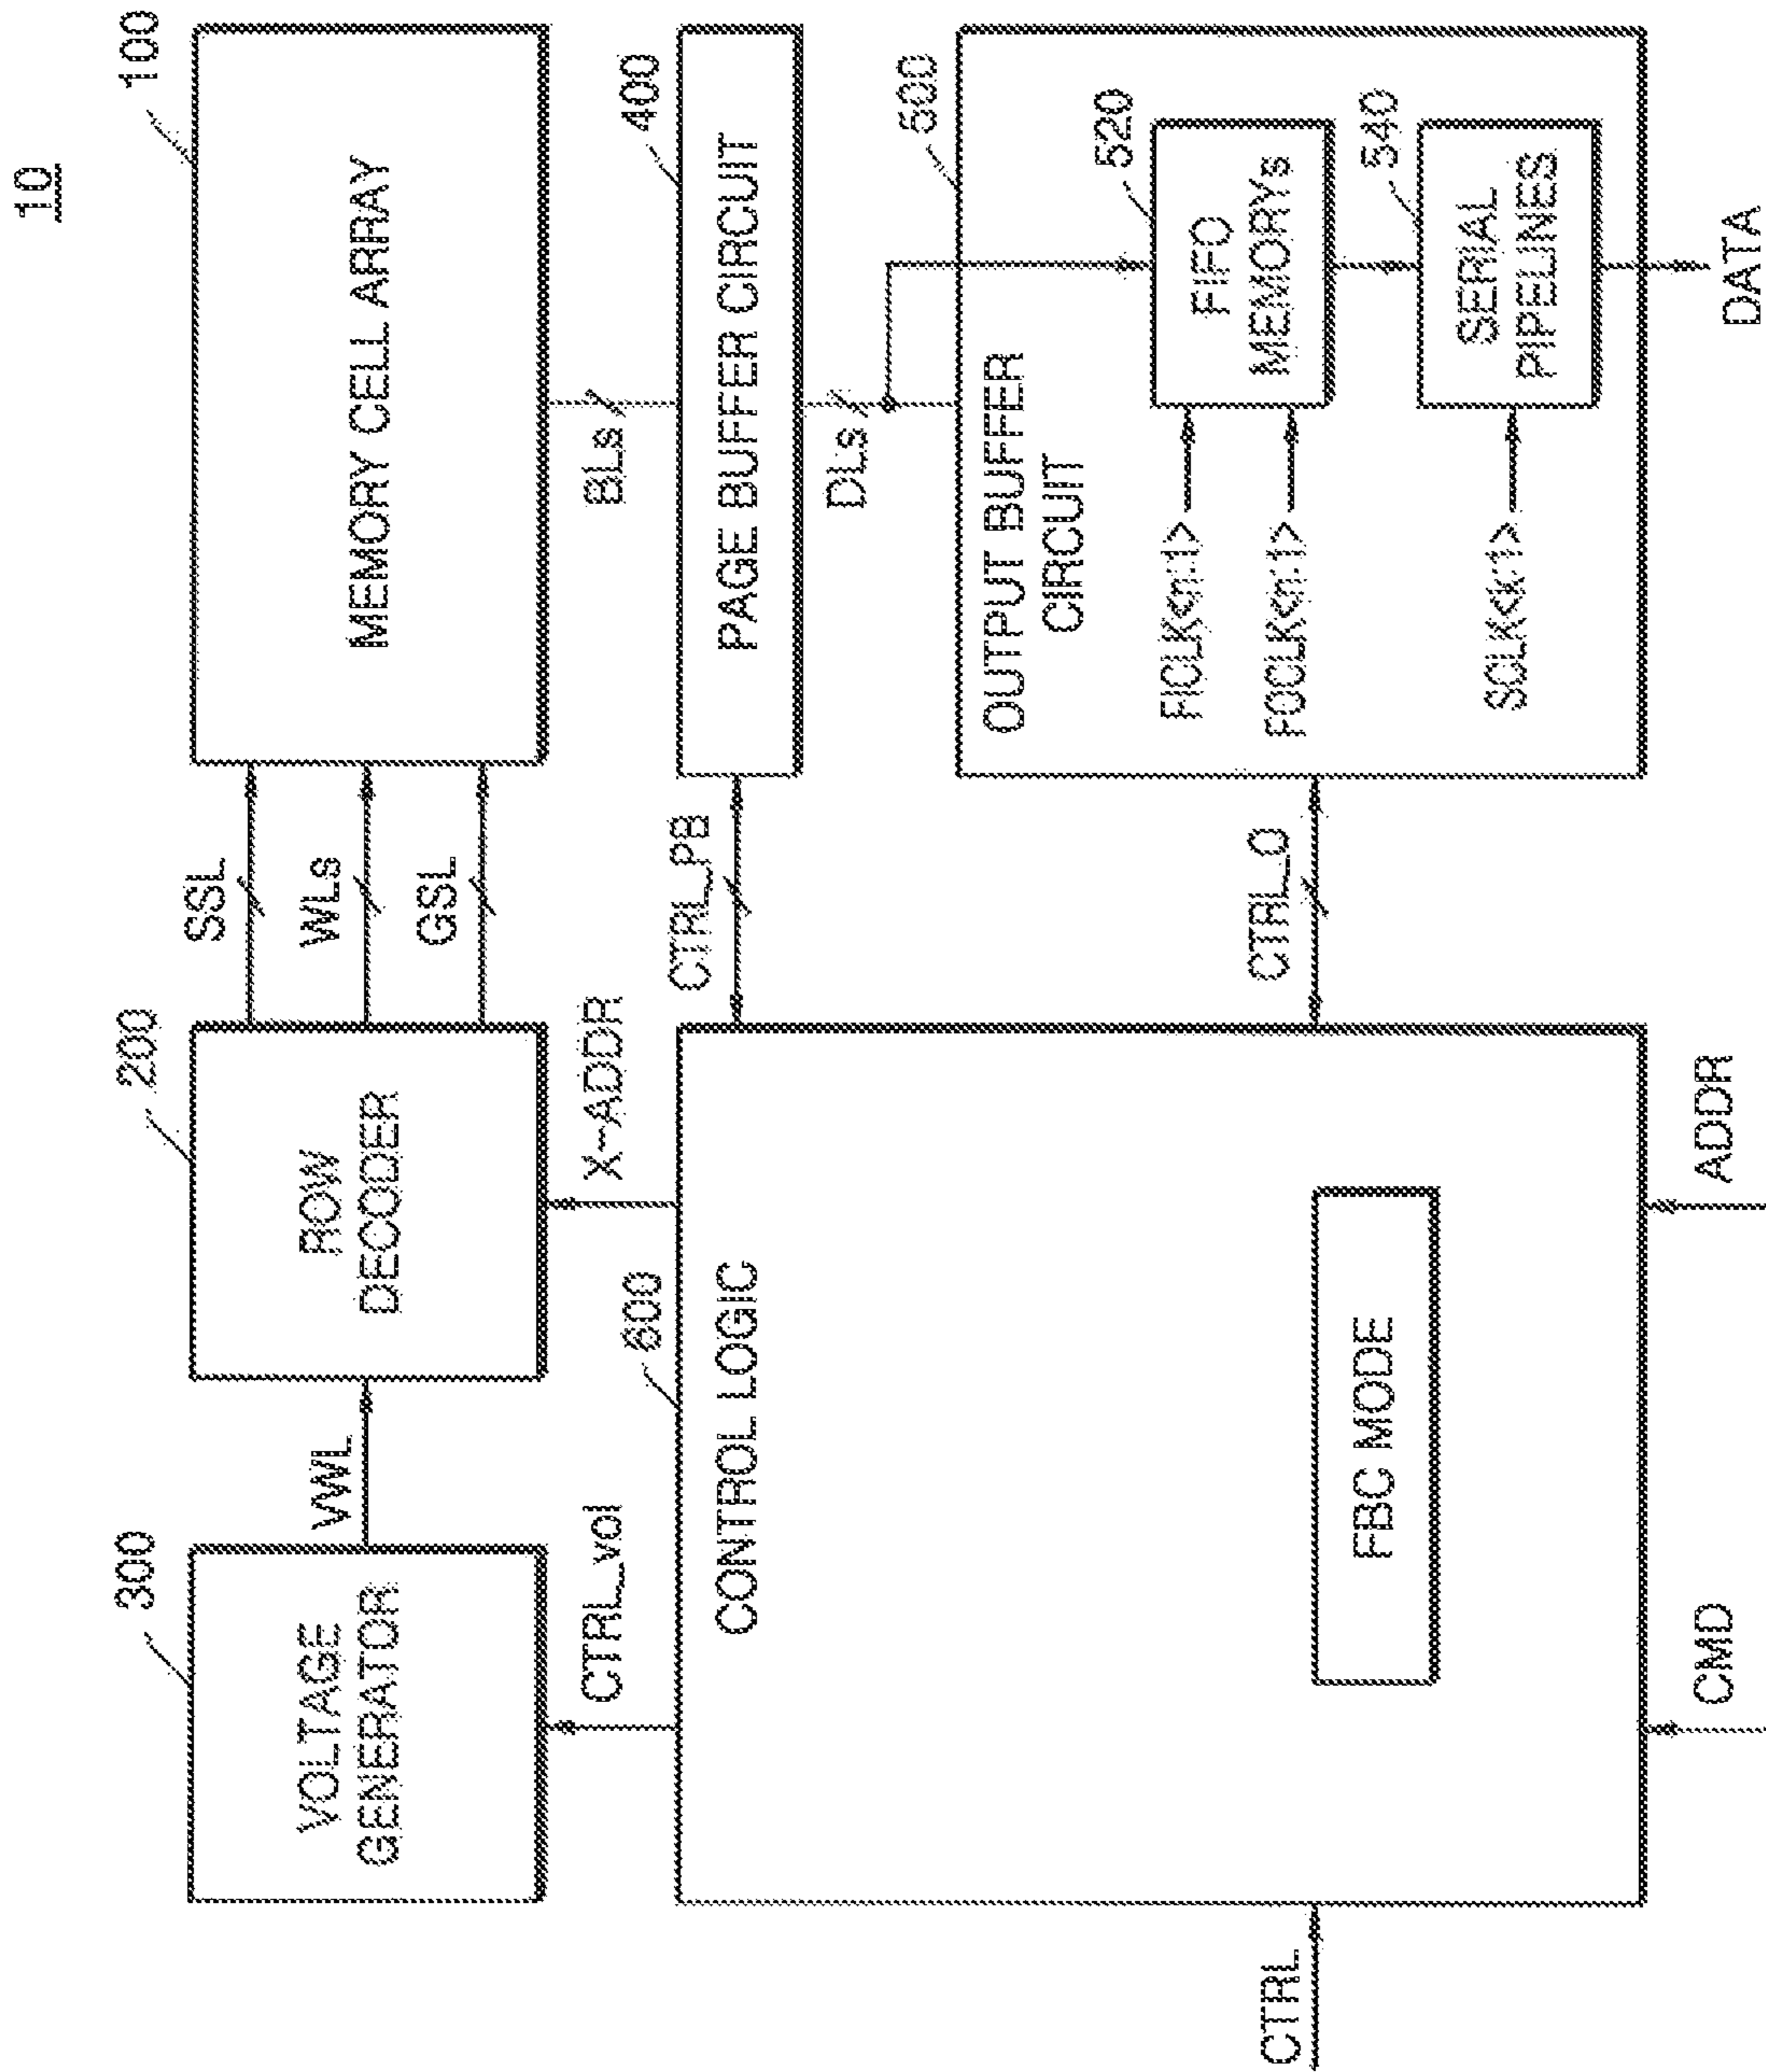 10
300
VOLTAGE
GENERATOR
VWL
200
ROW
DECODER
SSL
WLs
GSL
100
MEMORY CELL ARRAY
CTRL_vol
X-ADDR
BLs
600
CONTROL LOGIC
CTRL_PB
400
PAGE BUFFER CIRCUIT
DLs
500
OUTPUT BUFFER
CIRCUIT
520
FICLK<n:1>
FOCLK<n:1>
FIFO
MEMORYs
CTRL
FBC MODE
CTRL_O
540
SCLK<k:1>
SERIAL
PIPELINES
CMD
ADDR
DATA